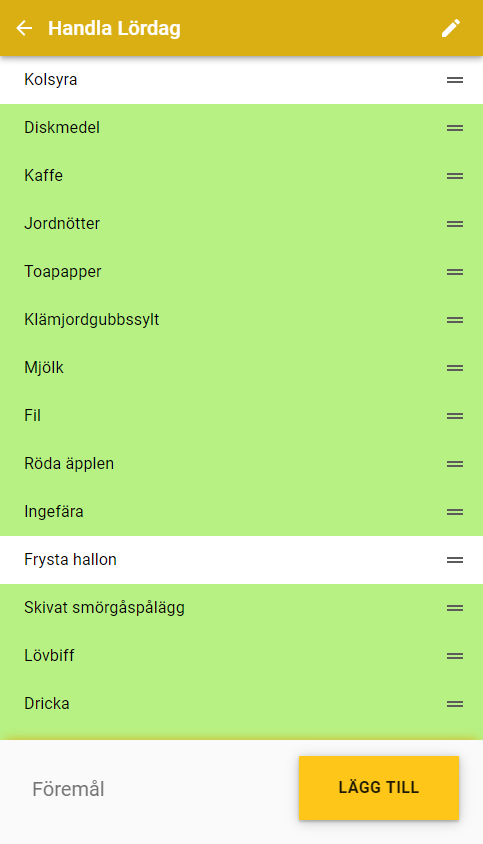 Handla Lördag
Kolsyra
Diskmedel
Kaffe
Jordnötter
Toapapper
Klämjordgubbssylt
Mjölk
Fil
Röda äpplen
Ingefära
Frysta hallon
Skivat smörgåspålägg
Lövbiff
Dricka
Föremål
LÄGG TILL